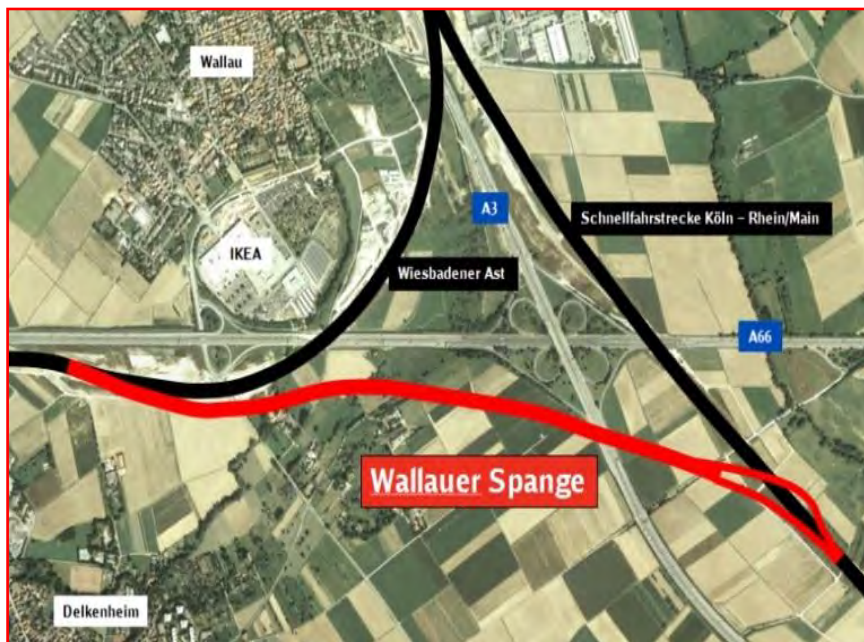 Wallau
A3
Schnellfahrstrecke Köln – Rhein/Main
IKEA
Wiesbadener Ast
A66
Wallauer Spange
Delkenheim